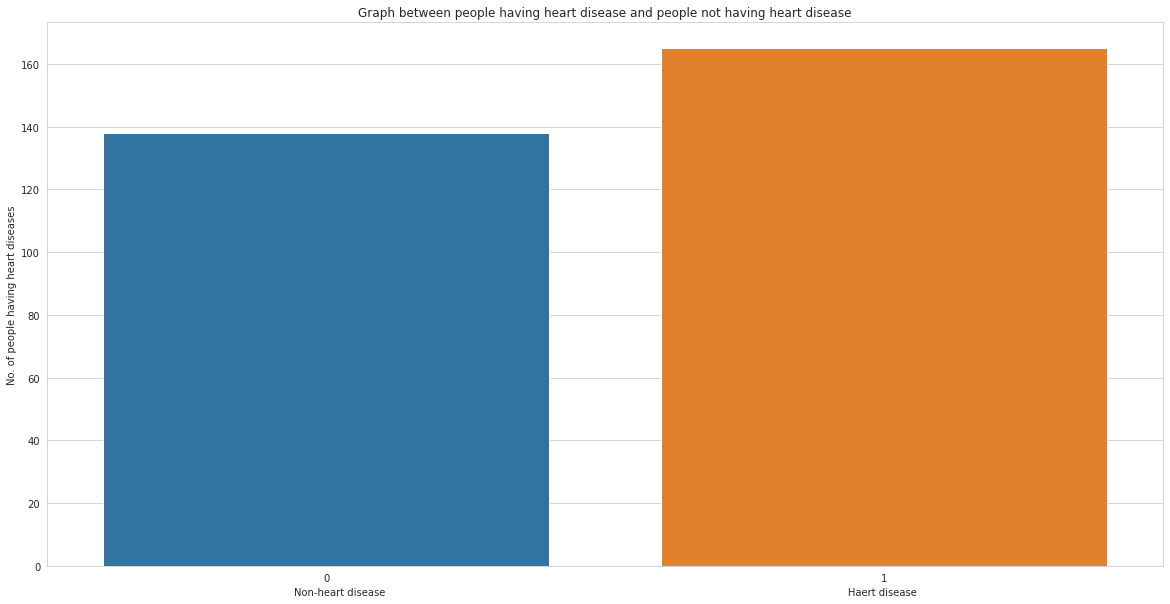 Graph between people having heart disease and people not having heart disease
No. of people having heart diseases
160
140
120
100
80
60
40
20
0
0
1
Non-heart disease
Haert disease